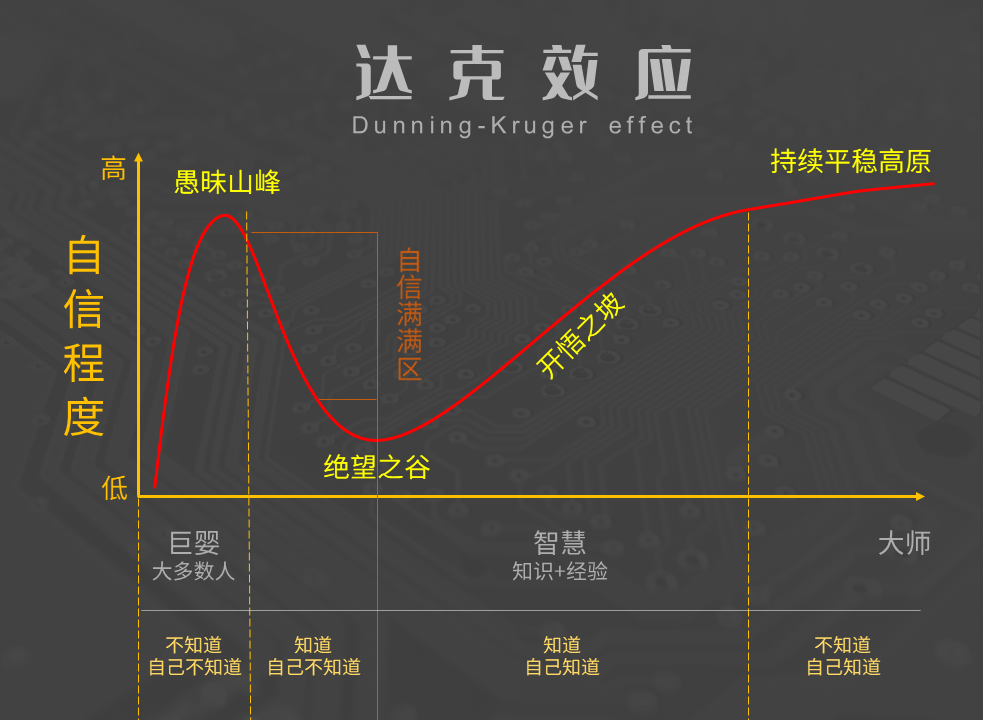 达克效应
Dunning-Kruger effect
高
愚昧山峰
持续平稳高原
自信程度
自信满满区
开悟之坡
绝望之谷
低
巨婴
大多数人
智慧
知识+经验
大师
不知道
自己不知道
知道
自己不知道
知道
自己知道
不知道
自己知道